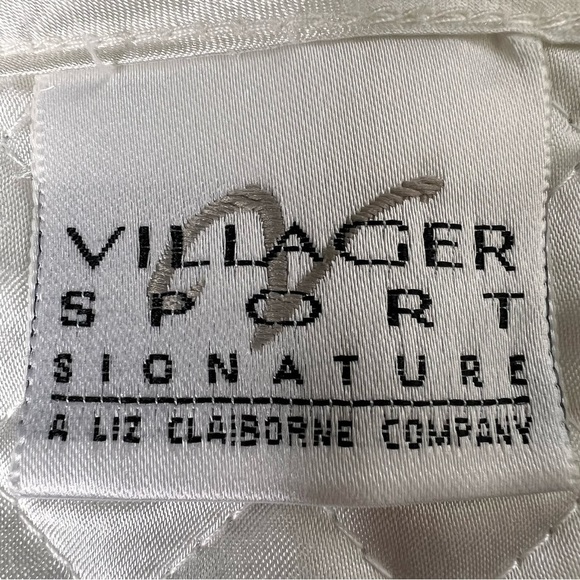 VILLAGER
SPORT
SIGNATURE
A LIZ CLAIBORNE COMPANY